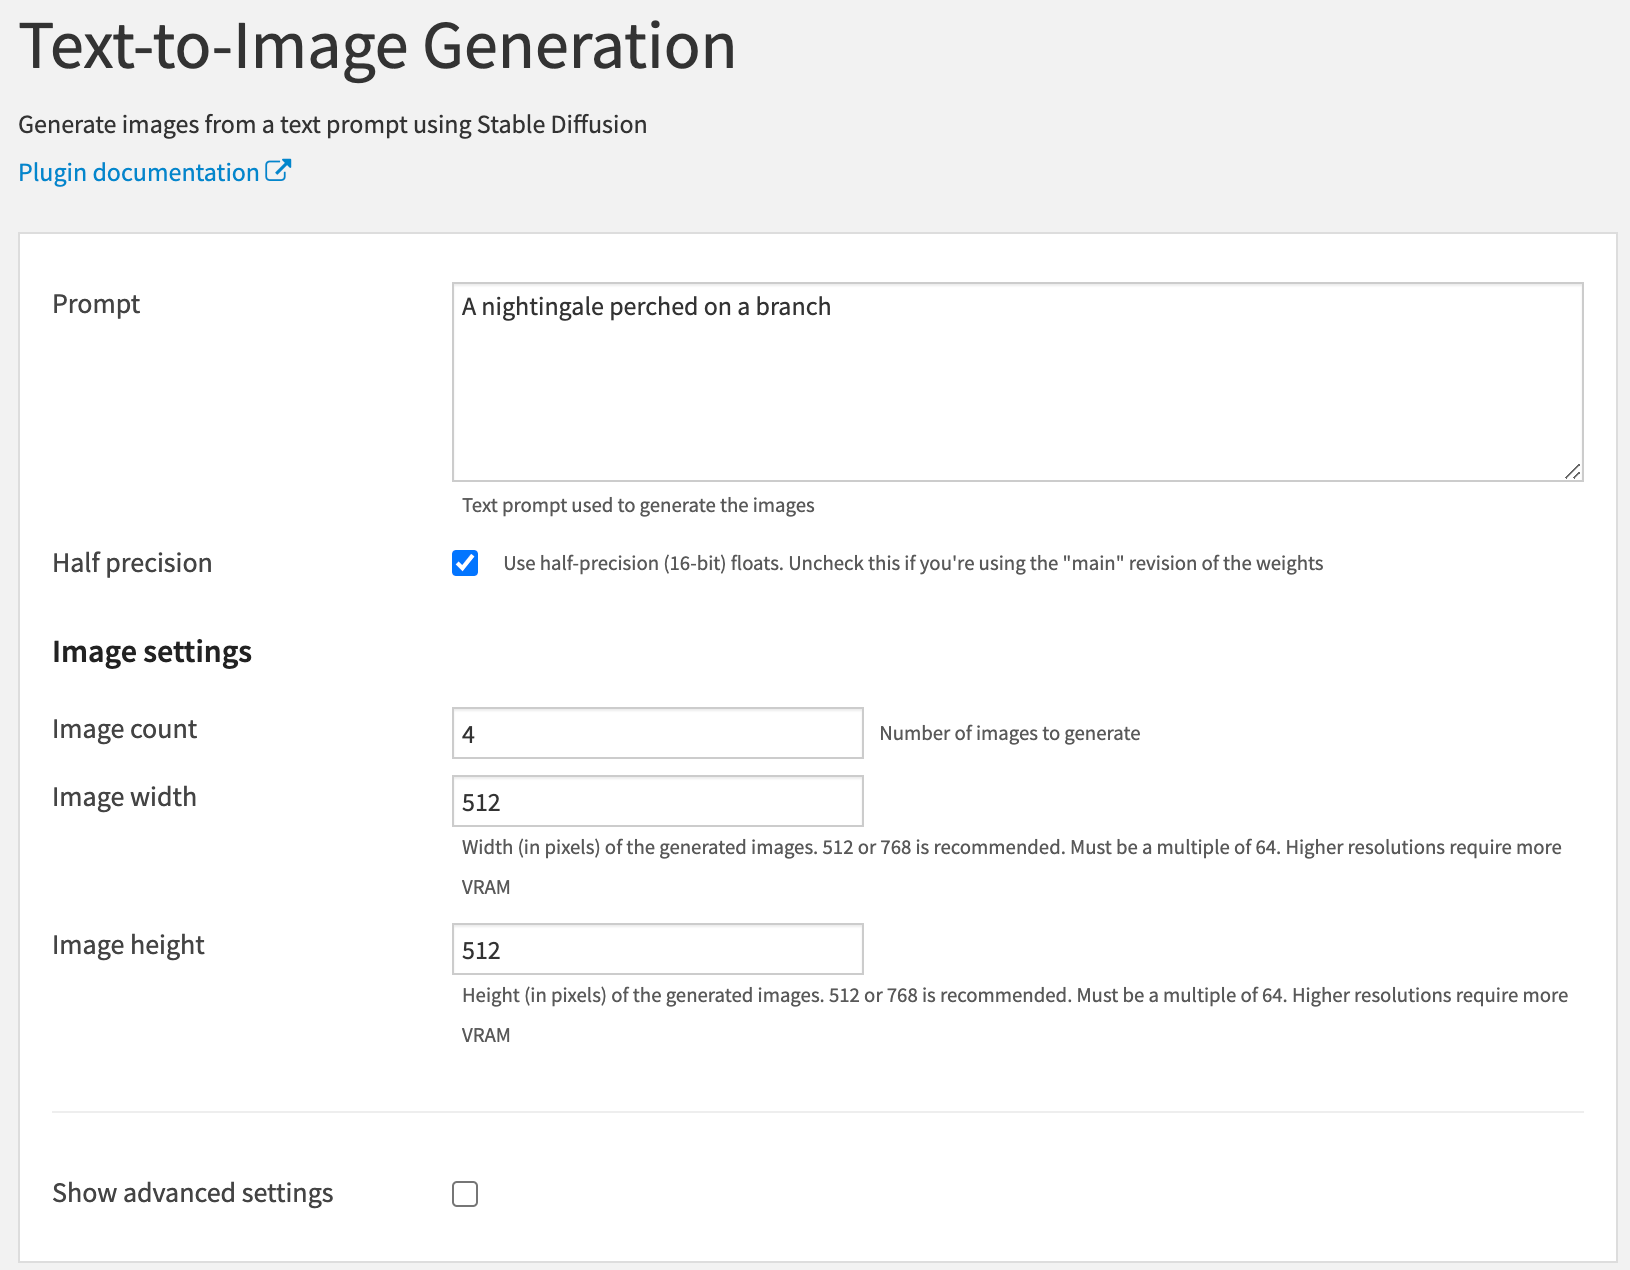 Text-to-Image Generation
Generate images from a text prompt using Stable Diffusion
Plugin documentation
Prompt
A nightingale perched on a branch
Text prompt used to generate the images
Half precision
Use half-precision (16-bit) floats. Uncheck this if you're using the "main" revision of the weights
Image settings
Image count
4
Number of images to generate
Image width
512
Width (in pixels) of the generated images. 512 or 768 is recommended. Must be a multiple of 64. Higher resolutions require more
VRAM
Image height
512
Height (in pixels) of the generated images. 512 or 768 is recommended. Must be a multiple of 64. Higher resolutions require more
VRAM
Show advanced settings